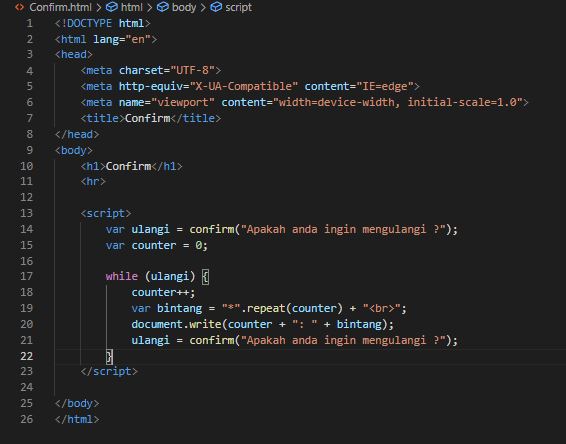 Confirm.html > html > body > script
1 <!DOCTYPE html>
2 <html lang="en">
3 <head>
4 <meta charset="UTF-8">
5 <meta http-equiv="X-UA-Compatible" content="IE=edge">
6 <meta name="viewport" content="width=device-width, initial-scale=1.0">
7 <title>Confirm</title>
8 </head>
9 <body>
10 <h1>Confirm</h1>
11 <hr>
12
13 <script>
14 var ulangi = confirm("Apakah anda ingin mengulangi ?");
15 var counter = 0;
16
17 while (ulangi) {
18 counter++;
19 var bintang = "*".repeat(counter) + "<br>";
20 document.write(counter + ": " + bintang);
21 ulangi = confirm("Apakah anda ingin mengulangi ?");
22 }
23 </script>
24
25 </body>
26 </html>